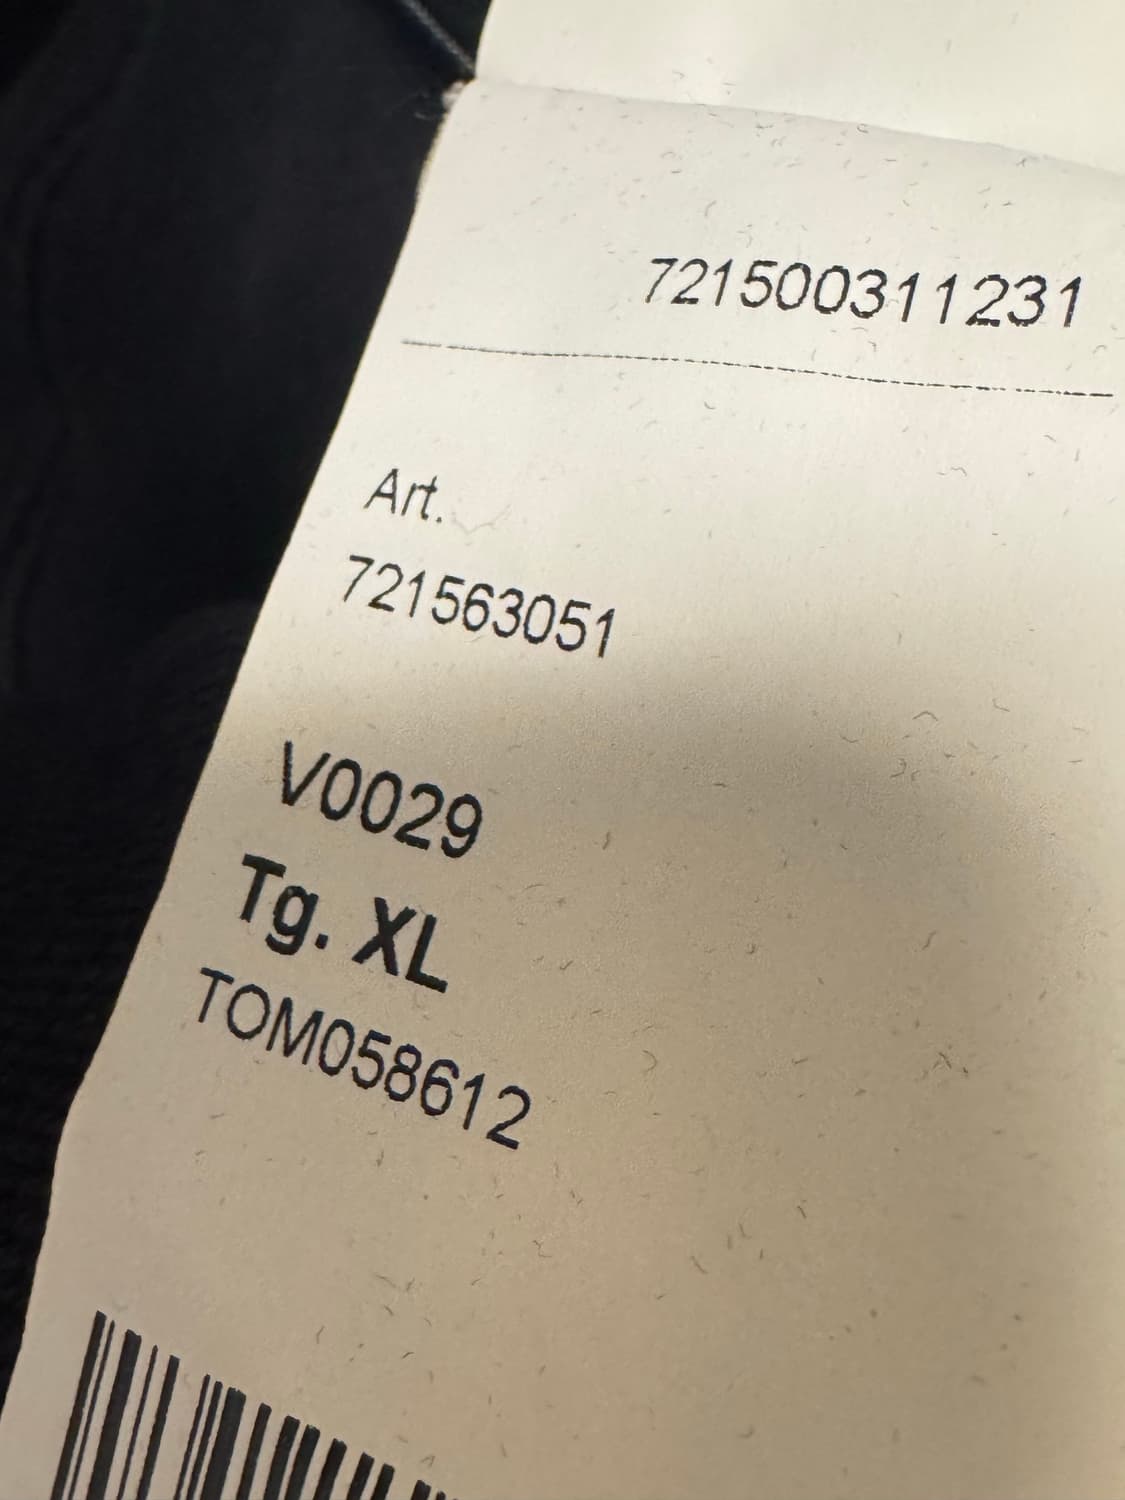 721500311231
Art.
721563051
V0029
Tg. XL
TOM058612